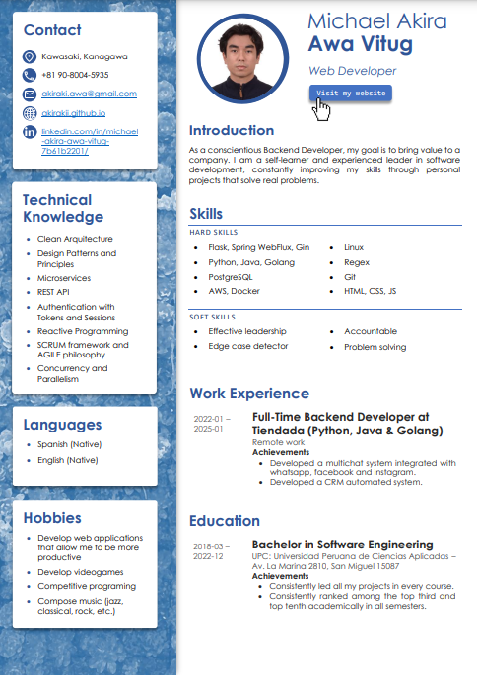 Contact
Kawasaki, Kanagawa
+81 90-8004-5935
akiraki.awa@gmail.com
akirakii.github.io
linkedin.com/in/michael
-akira-awa-vitug-
7b61b2201/
Technical
Knowledge
Clean Arquitecture
Design Patterns and
Principles
Microservices
REST API
Authentication with
Tokens and Sessions
Reactive Programming
SCRUM framework and
AGILE philosophy
Concurrency and
Parallelism
Languages
Spanish (Native)
English (Native)
Hobbies
Develop web applications
that allow me to be more
productive
Develop videogames
Competitive programing
Compose music (jazz,
classical, rock, etc.)
Michael Akira
Awa Vitug
Web Developer
Visit my website
Introduction
As a conscientious Backend Developer, my goal is to bring value to a
company. I am a self-learner and experienced leader in software
development, constantly improving my skills through personal
projects that solve real problems.
Skills
HARD SKILLS
Flask, Spring WebFlux, Gin
Python, Java, Golang
PostgreSQL
AWS, Docker
Linux
Regex
Git
HTML, CSS, JS
SOFT SKILLS
Effective leadership
Edge case detector
Accountable
Problem solving
Work Experience
2022-01 –
2025-01
Full-Time Backend Developer at
Tiendada (Python, Java & Golang)
Remote work
Achievements
Developed a multichat system integrated with
whatsapp, facebook and instagram.
Developed a CRM automated system.
Education
2018-03 –
2022-12
Bachelor in Software Engineering
UPC: Universidad Peruana de Ciencias Aplicadas –
Av. La Marina 2810, San Miguel 15087
Achievements
Consistently led all my projects in every course.
Consistently ranked among the top third and
top tenth academically in all semesters.